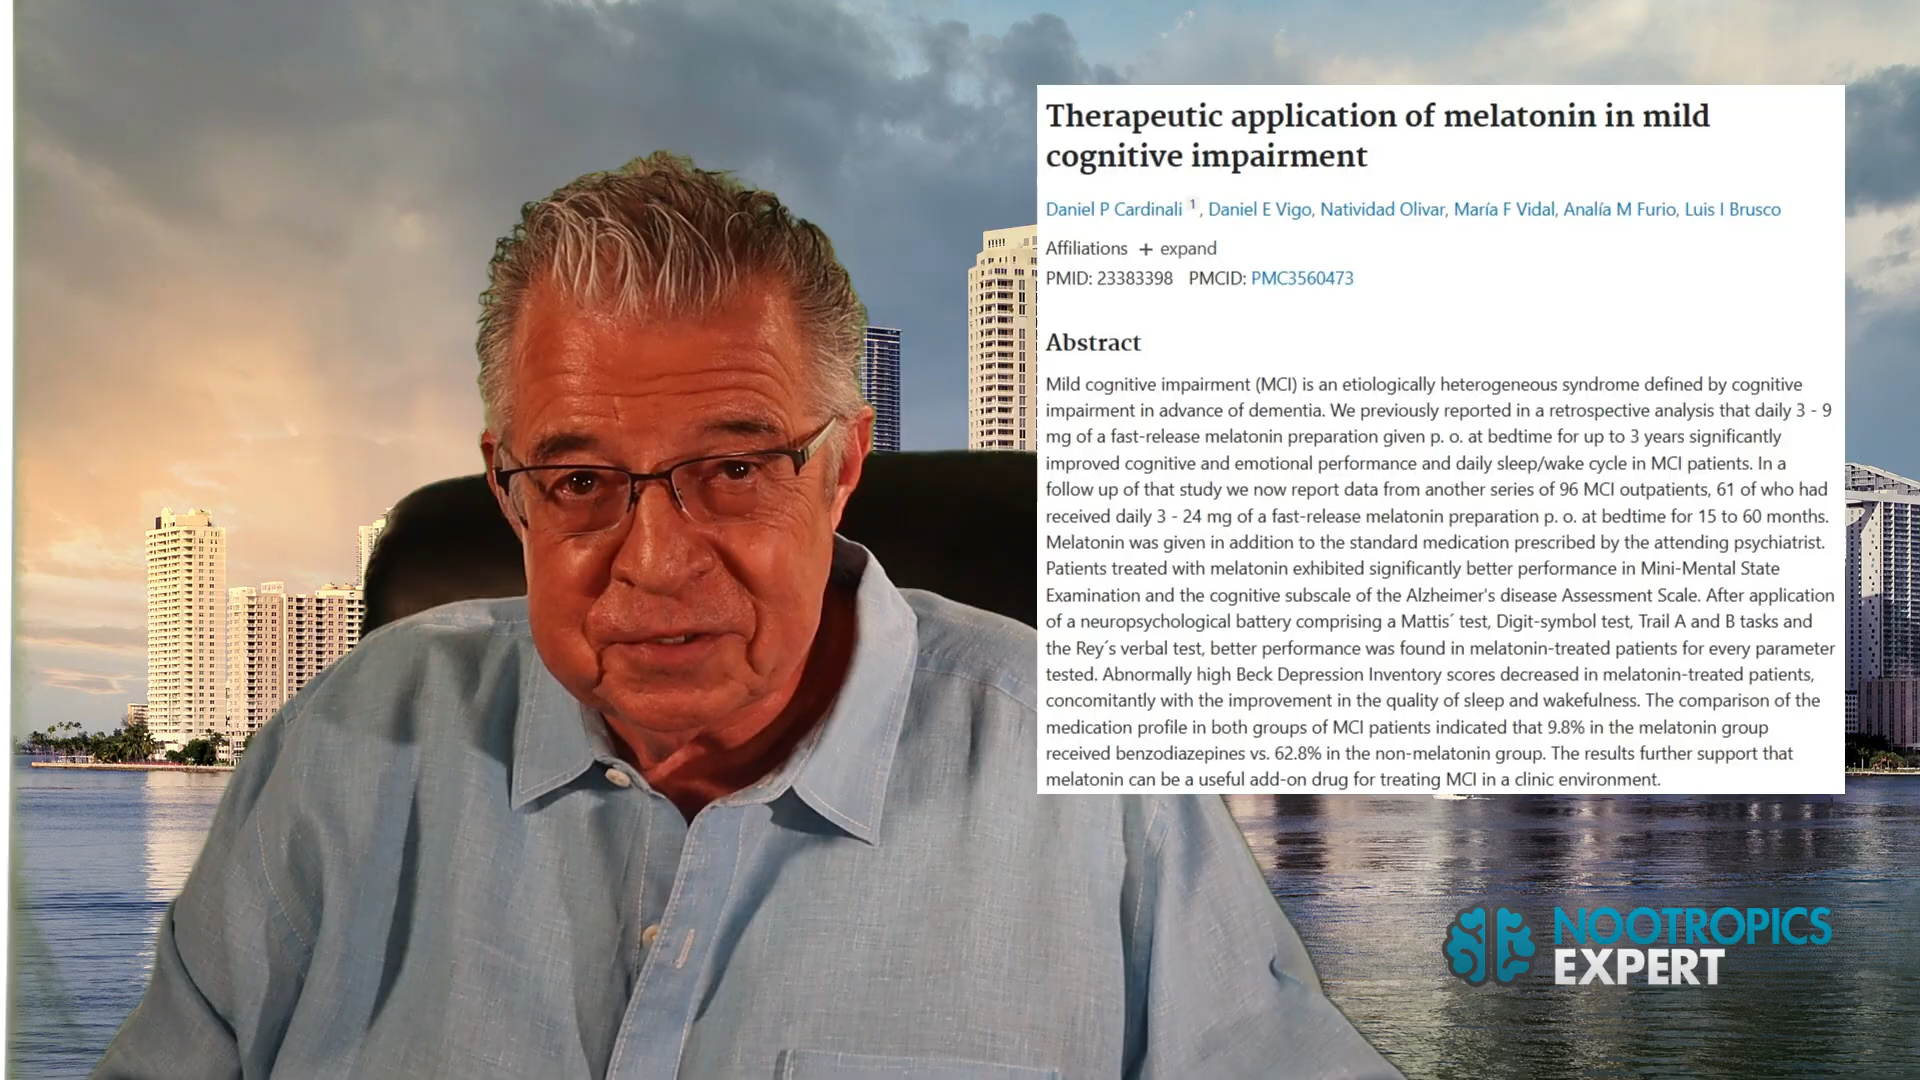 Therapeutic application of melatonin in mild
cognitive impairment
Daniel P Cardinali 1, Daniel E Vigo, Natividad Olivar, María F Vidal, Analía M Furio, Luis I Brusco
Affiliations + expand
PMID: 23383398 PMCID: PMC3560473
Abstract
Mild cognitive impairment (MCI) is an etiologically heterogeneous syndrome defined by cognitive
impairment in advance of dementia. We previously reported in a retrospective analysis that daily 3 - 9
mg of a fast-release melatonin preparation given p. o. at bedtime for up to 3 years significantly
improved cognitive and emotional performance and daily sleep/wake cycle in MCI patients. In a
follow up of that study we now report data from another series of 96 MCI outpatients, 61 of who had
received daily 3 - 24 mg of a fast-release melatonin preparation p. o. at bedtime for 15 to 60 months.
Melatonin was given in addition to the standard medication prescribed by the attending psychiatrist.
Patients treated with melatonin exhibited significantly better performance in Mini-Mental State
Examination and the cognitive subscale of the Alzheimer's disease Assessment Scale. After application
of a neuropsychological battery comprising a Mattis´ test, Digit-symbol test, Trail A and B tasks and
the Rey´s verbal test, better performance was found in melatonin-treated patients for every parameter
tested. Abnormally high Beck Depression Inventory scores decreased in melatonin-treated patients,
concomitantly with the improvement in the quality of sleep and wakefulness. The comparison of the
medication profile in both groups of MCI patients indicated that 9.8% in the melatonin group
received benzodiazepines vs. 62.8% in the non-melatonin group. The results further support that
melatonin can be a useful add-on drug for treating MCI in a clinic environment.
NOOTROPICS
EXPERT